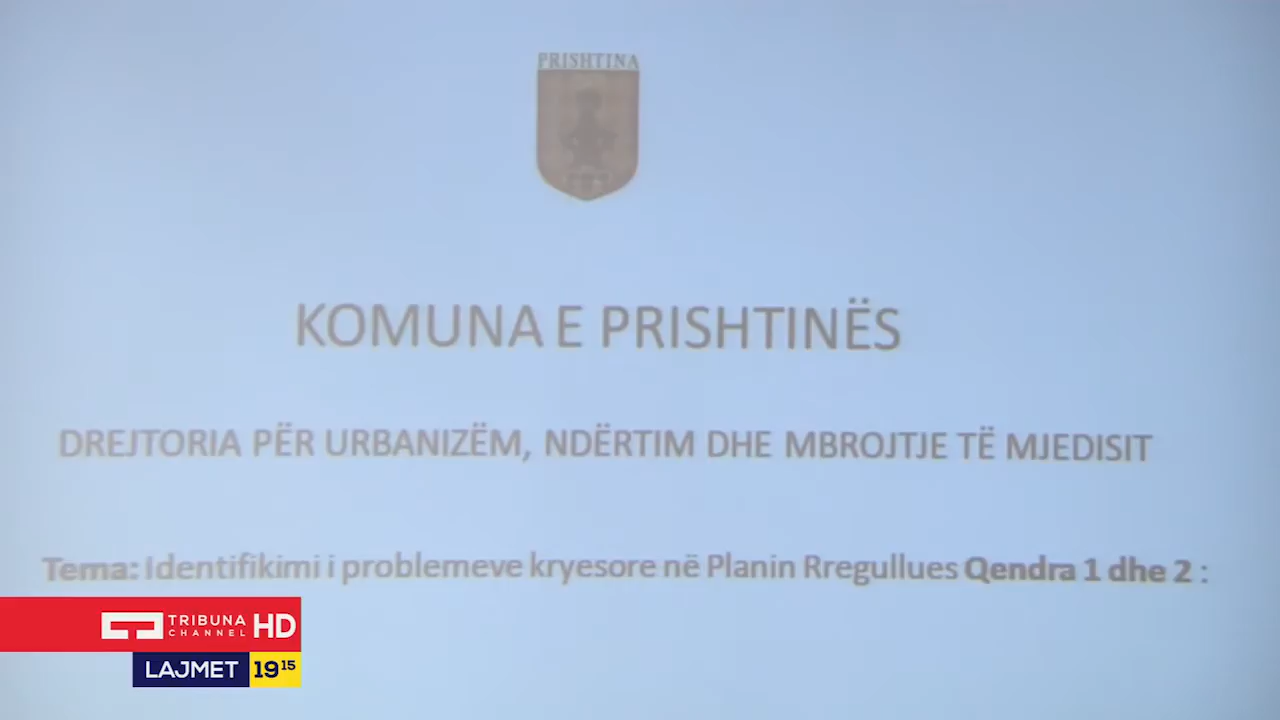 PRISHTINA
KOMUNA E PRISHTINËS
DREJTORIA PËR URBANIZËM, NDËRTIM DHE MBROJTJE TË MJEDISIT
Tema: Identifikimi i problemeve kryesore në Planin Rregullues Qendra 1 dhe 2 :
TRIBUNA
CHANNEL
HD
LAJMET 19 15